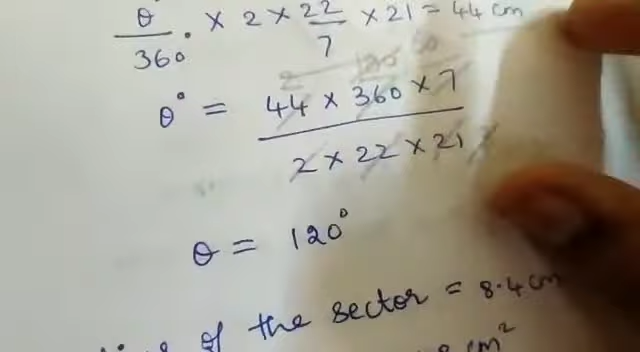 θ/360° × 2 × 22/7 × 21 = 44 cm
θ° = 44 × 360 × 7 / 2 × 22 × 21
θ = 120°
of the sector = 8.4 cm
cm²